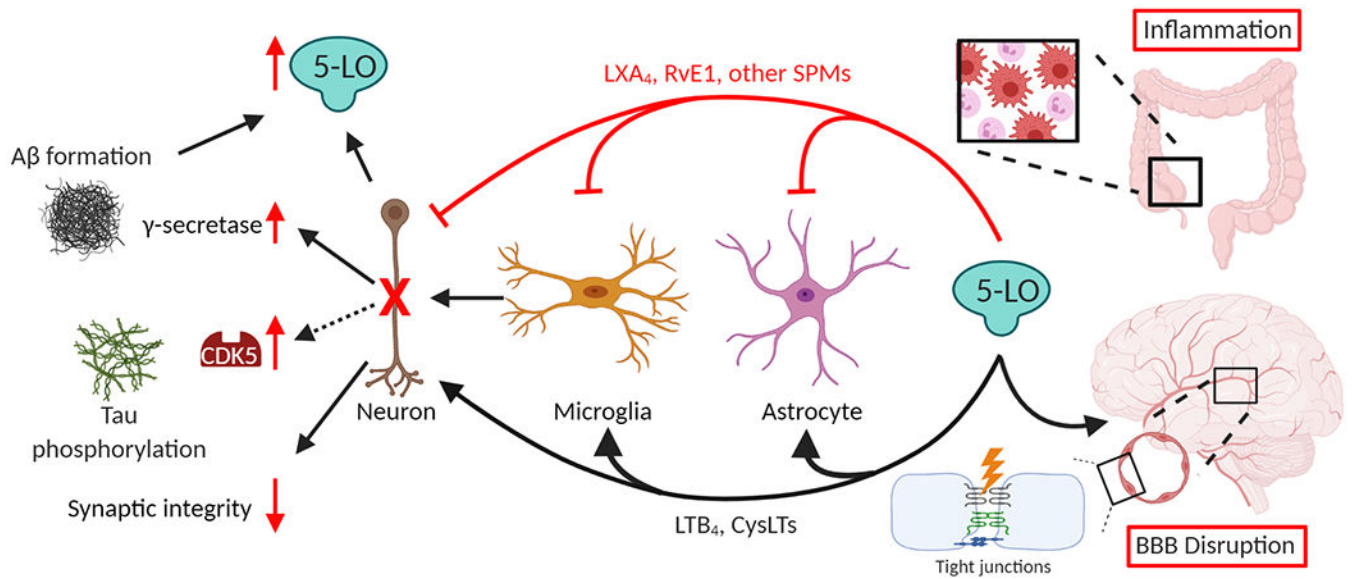 Inflammation
5-LO
LXA₄, RvE1, other SPMs
Aβ formation
γ-secretase
X
5-LO
CDK5
Tau
phosphorylation
Neuron
Microglia
Astrocyte
Synaptic integrity
LTB₄, CysLTs
Tight junctions
BBB Disruption